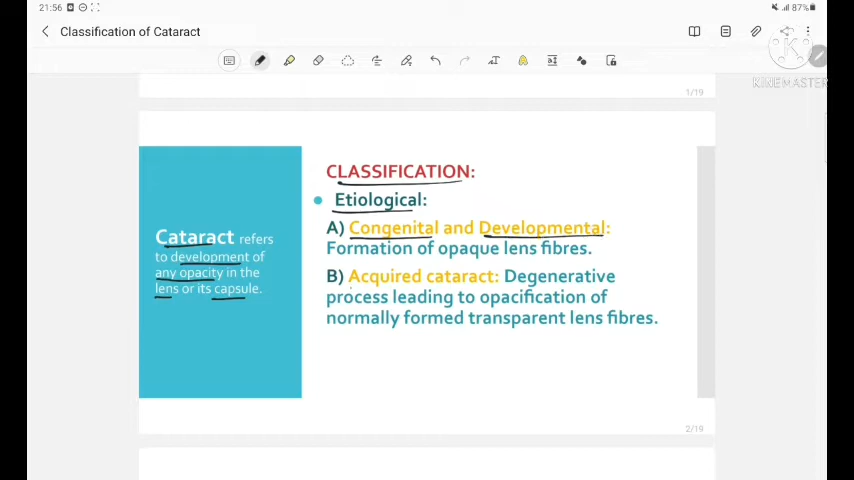 21:56
87%
Classification of Cataract
KINEMASTER
1/19
CLASSIFICATION:
Etiological:
A) Congenital and Developmental:
Formation of opaque lens fibres.
B) Acquired cataract: Degenerative
process leading to opacification of
normally formed transparent lens fibres.
Cataract refers
to development of
any opacity in the
lens or its capsule.
2/19